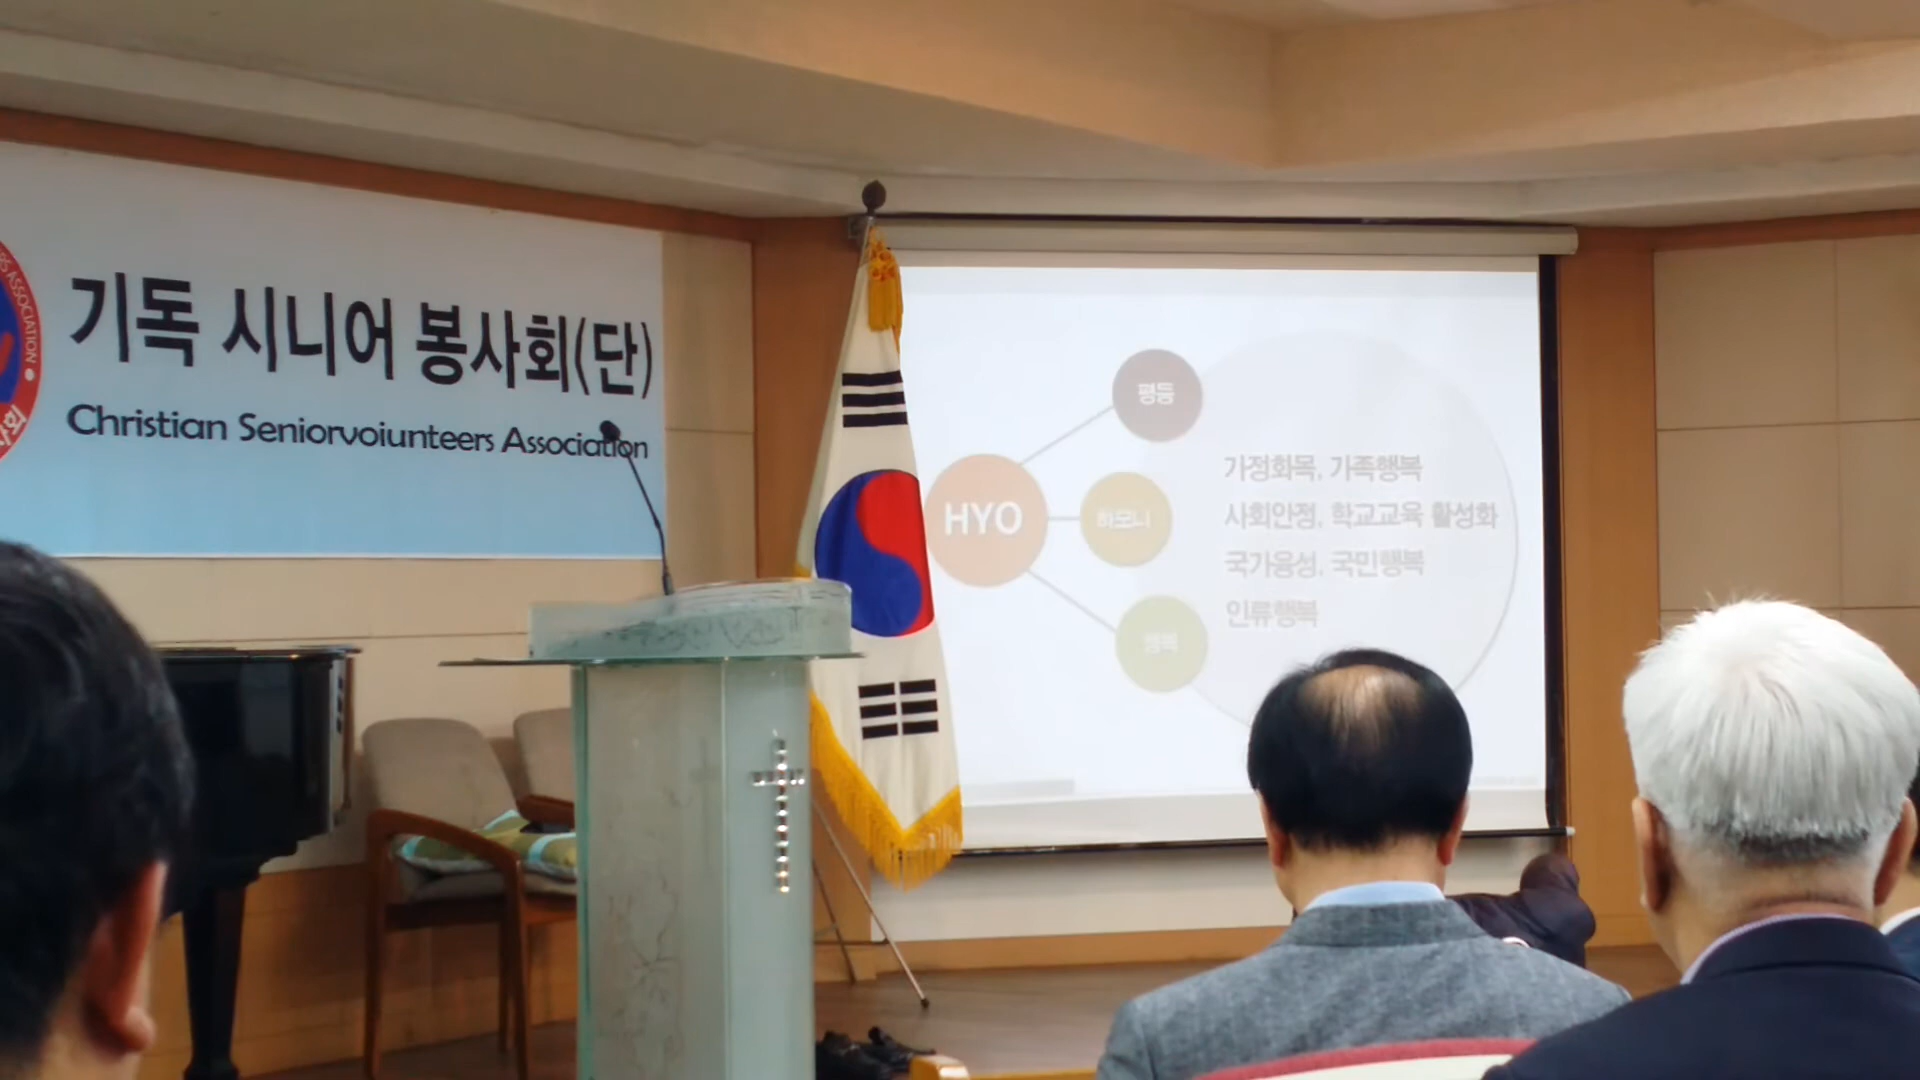 RS ASSOCIATION
기독 시니어 봉사회(단)
Christian Seniorvoiunteers Association
평등
HYO
하모니
행복
가정화목, 가족행복
사회안정, 학교교육 활성화
국가융성, 국민행복
인류행복